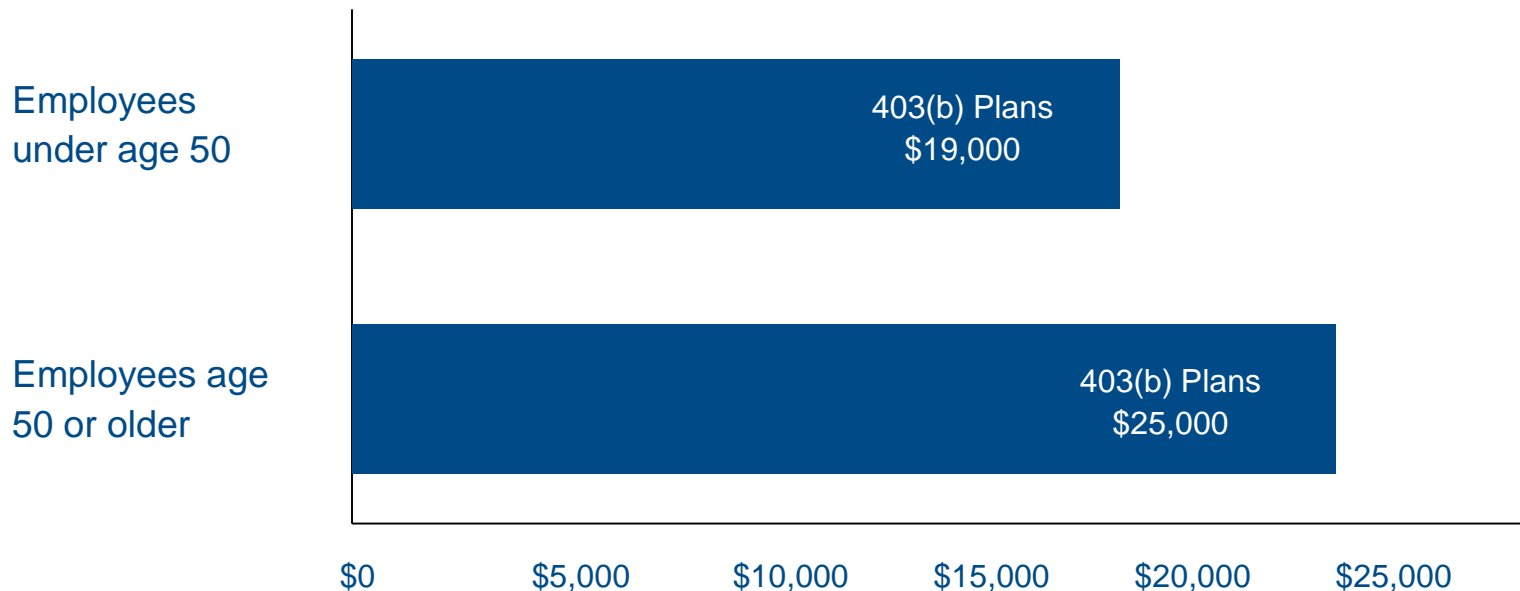 Employees
under age 50
403(b) Plans
$19,000
Employees age
50 or older
403(b) Plans
$25,000
$0 $5,000 $10,000 $15,000 $20,000 $25,000